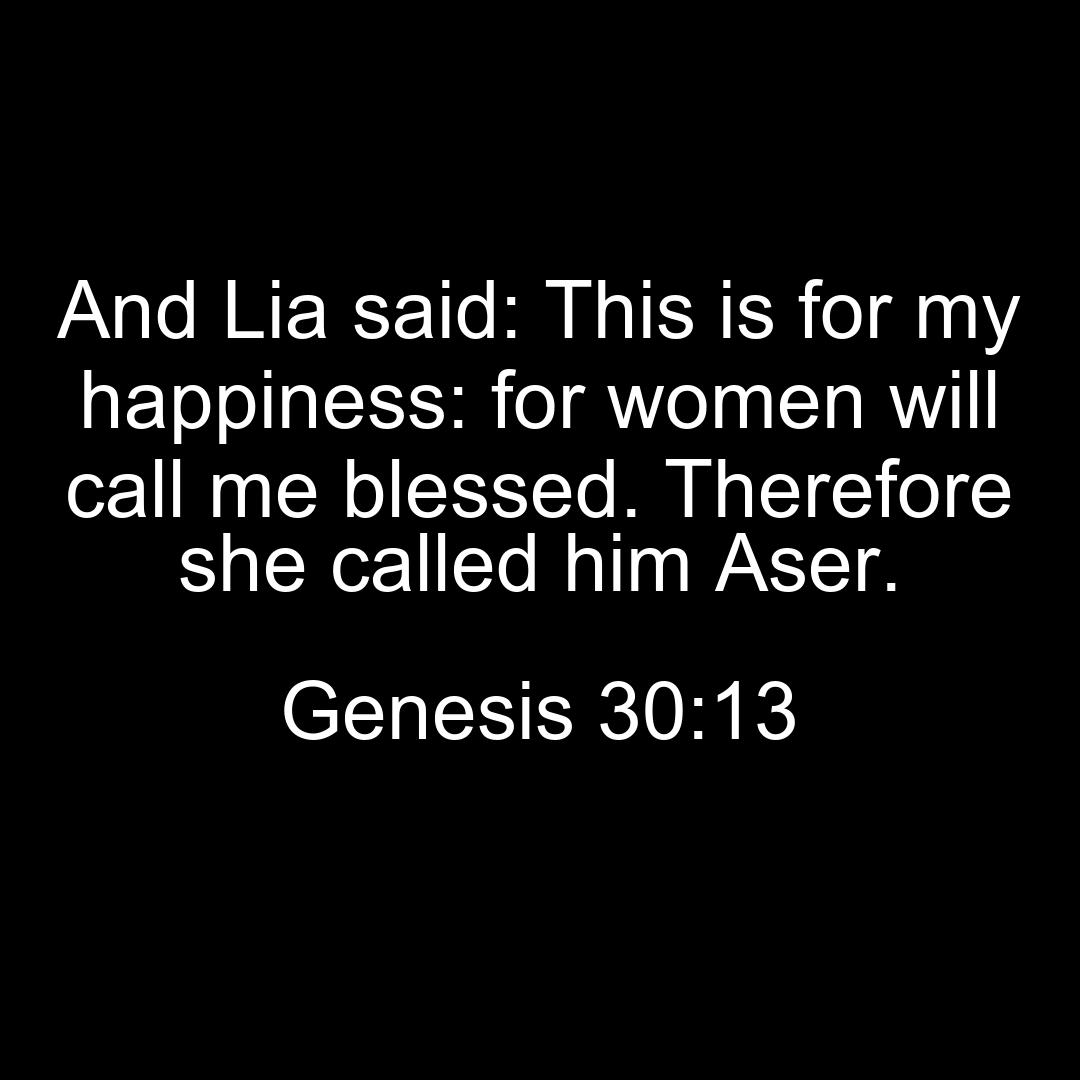 And Lia said: This is for my
happiness: for women will
call me blessed. Therefore
she called him Aser.
Genesis 30:13